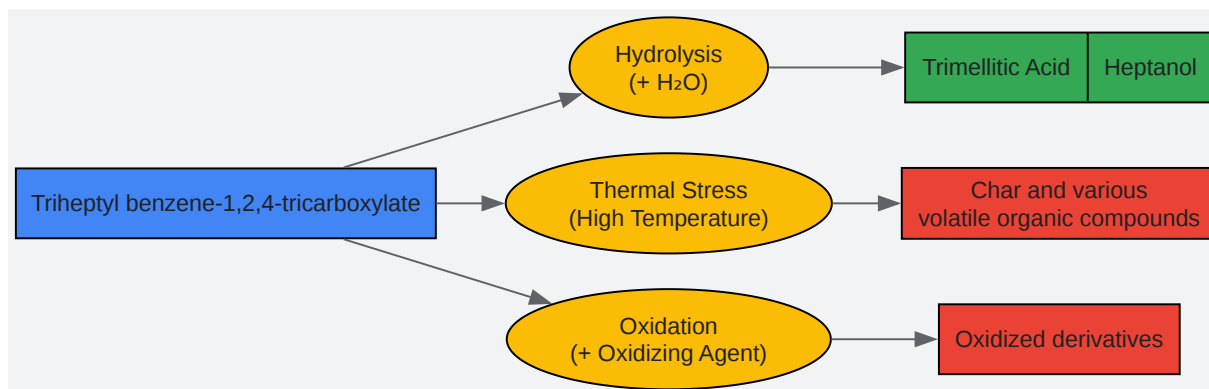 Hydrolysis
(+ H₂O)
Trimellitic Acid
Heptanol
Triheptyl benzene-1,2,4-tricarboxylate
Thermal Stress
(High Temperature)
Char and various
volatile organic compounds
Oxidation
(+ Oxidizing Agent)
Oxidized derivatives